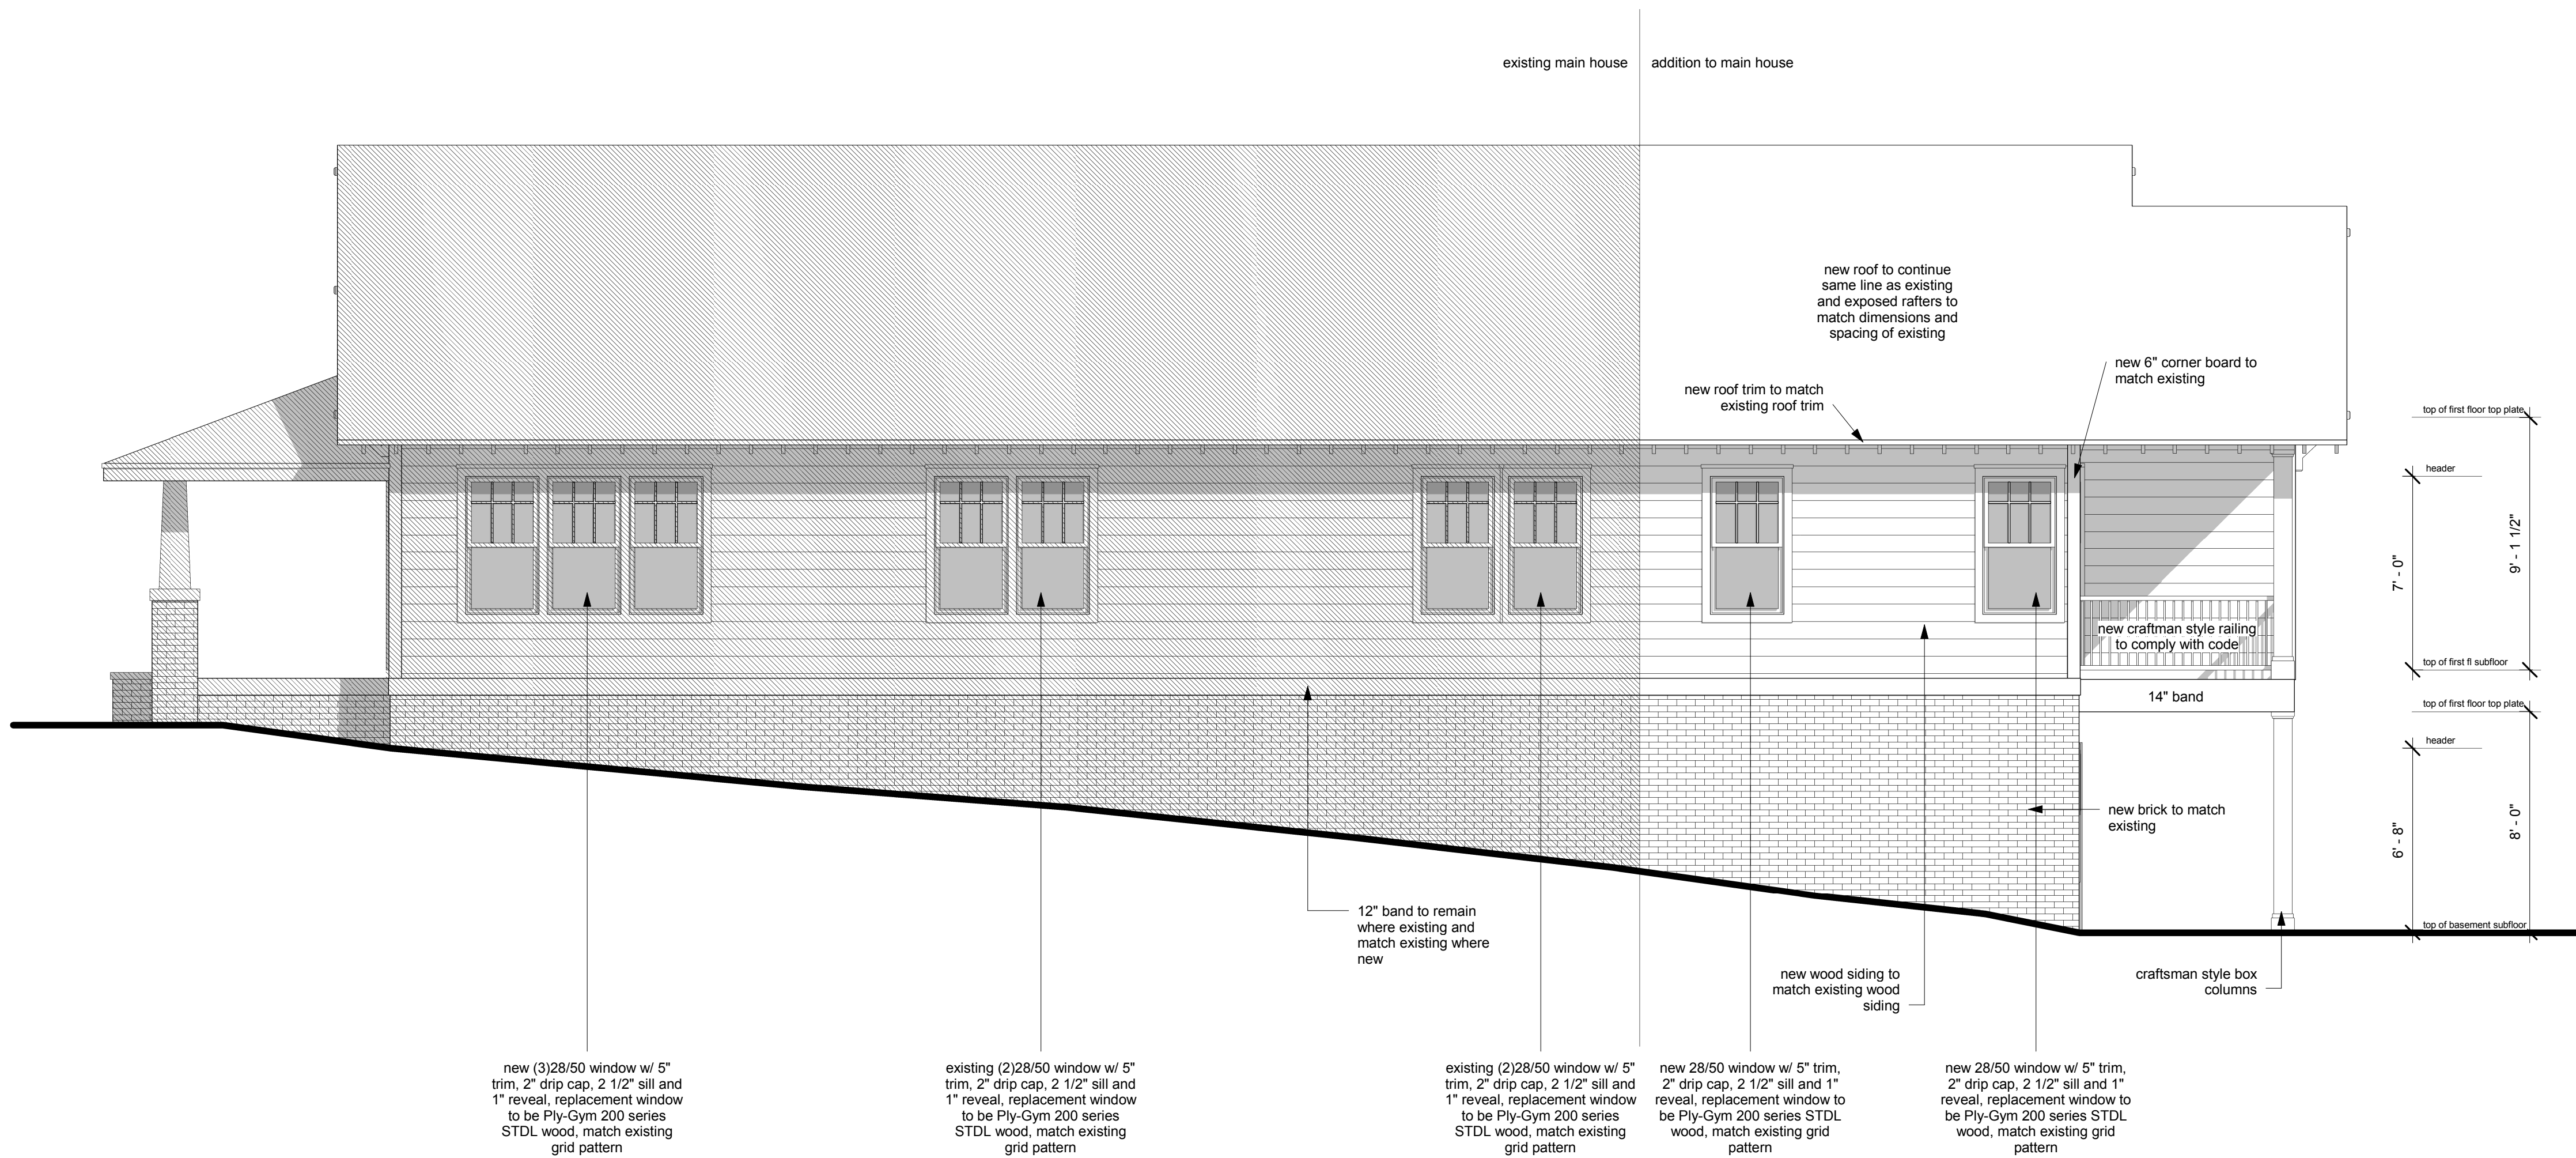 existing main house
addition to main house
new roof to continue
same line as existing
and exposed rafters to
match dimensions and
spacing of existing
new 6" corner board to
match existing
new roof trim to match
existing roof trim
top of first floor top plate
header
7' - 0"
9' - 1 1/2"
new craftman style railing
to comply with code
top of first fl subfloor
14" band
top of first floor top plate
header
new brick to match
existing
6' - 8"
8' - 0"
top of basement subfloor
12" band to remain
where existing and
match existing where
new
new wood siding to
match existing wood
siding
craftsman style box
columns
new (3)28/50 window w/ 5"
trim, 2" drip cap, 2 1/2" sill and
1" reveal, replacement window
to be Ply-Gym 200 series
STDL wood, match existing
grid pattern
existing (2)28/50 window w/ 5"
trim, 2" drip cap, 2 1/2" sill and
1" reveal, replacement window
to be Ply-Gym 200 series
STDL wood, match existing
grid pattern
existing (2)28/50 window w/ 5"
trim, 2" drip cap, 2 1/2" sill and
1" reveal, replacement window
to be Ply-Gym 200 series
STDL wood, match existing
grid pattern
new 28/50 window w/ 5" trim,
2" drip cap, 2 1/2" sill and 1"
reveal, replacement window to
be Ply-Gym 200 series STDL
wood, match existing grid
pattern
new 28/50 window w/ 5" trim,
2" drip cap, 2 1/2" sill and 1"
reveal, replacement window to
be Ply-Gym 200 series STDL
wood, match existing grid
pattern